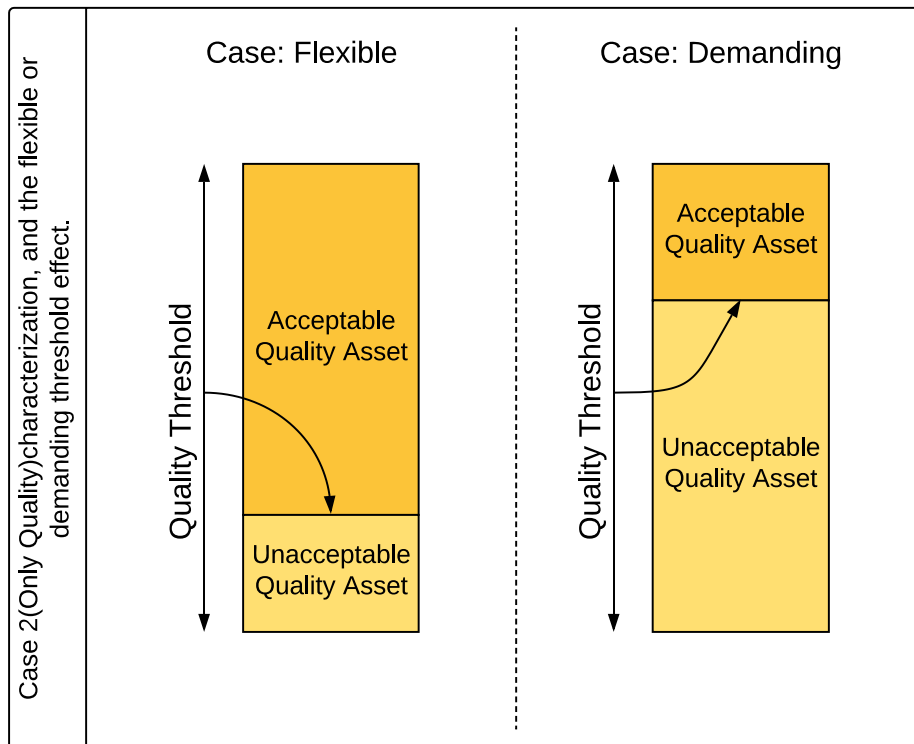 Case 2(Only Quality)characterization, and the flexible or
demanding threshold effect.
Case: Flexible
Quality Threshold
Acceptable
Quality Asset
Unacceptable
Quality Asset
Case: Demanding
Quality Threshold
Acceptable
Quality Asset
Unacceptable
Quality Asset